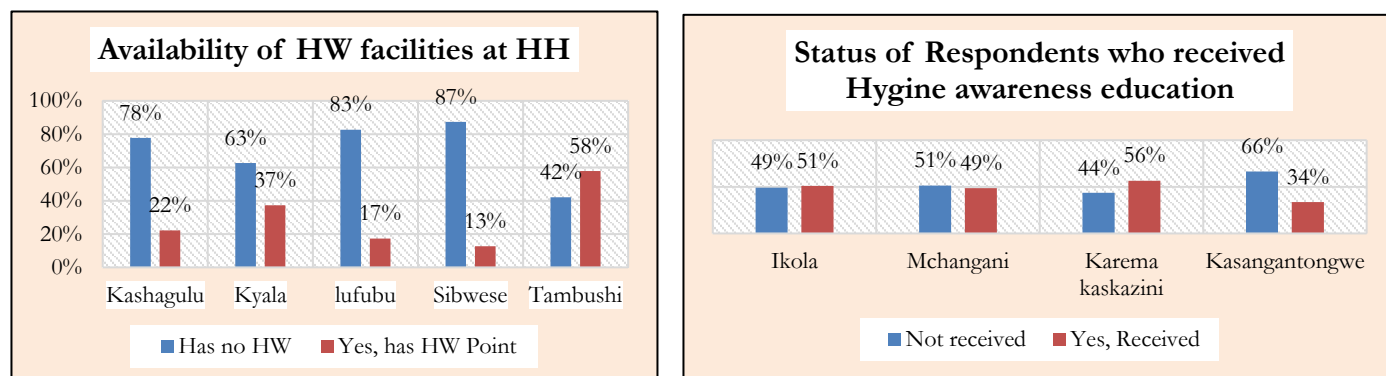 Availability of HW facilities at HH
100%
80%
60%
40%
20%
0%
78%
22%
63%
37%
83%
17%
87%
13%
42%
58%
Kashagulu Kyala lufubu Sibwese Tambushi
Has no HW Yes, has HW Point
Status of Respondents who received
Hygine awareness education
49% 51%
51% 49%
44% 56%
66% 34%
Ikola Mchangani Karema Kasangantongwe
kaskazini
Not received Yes, Received